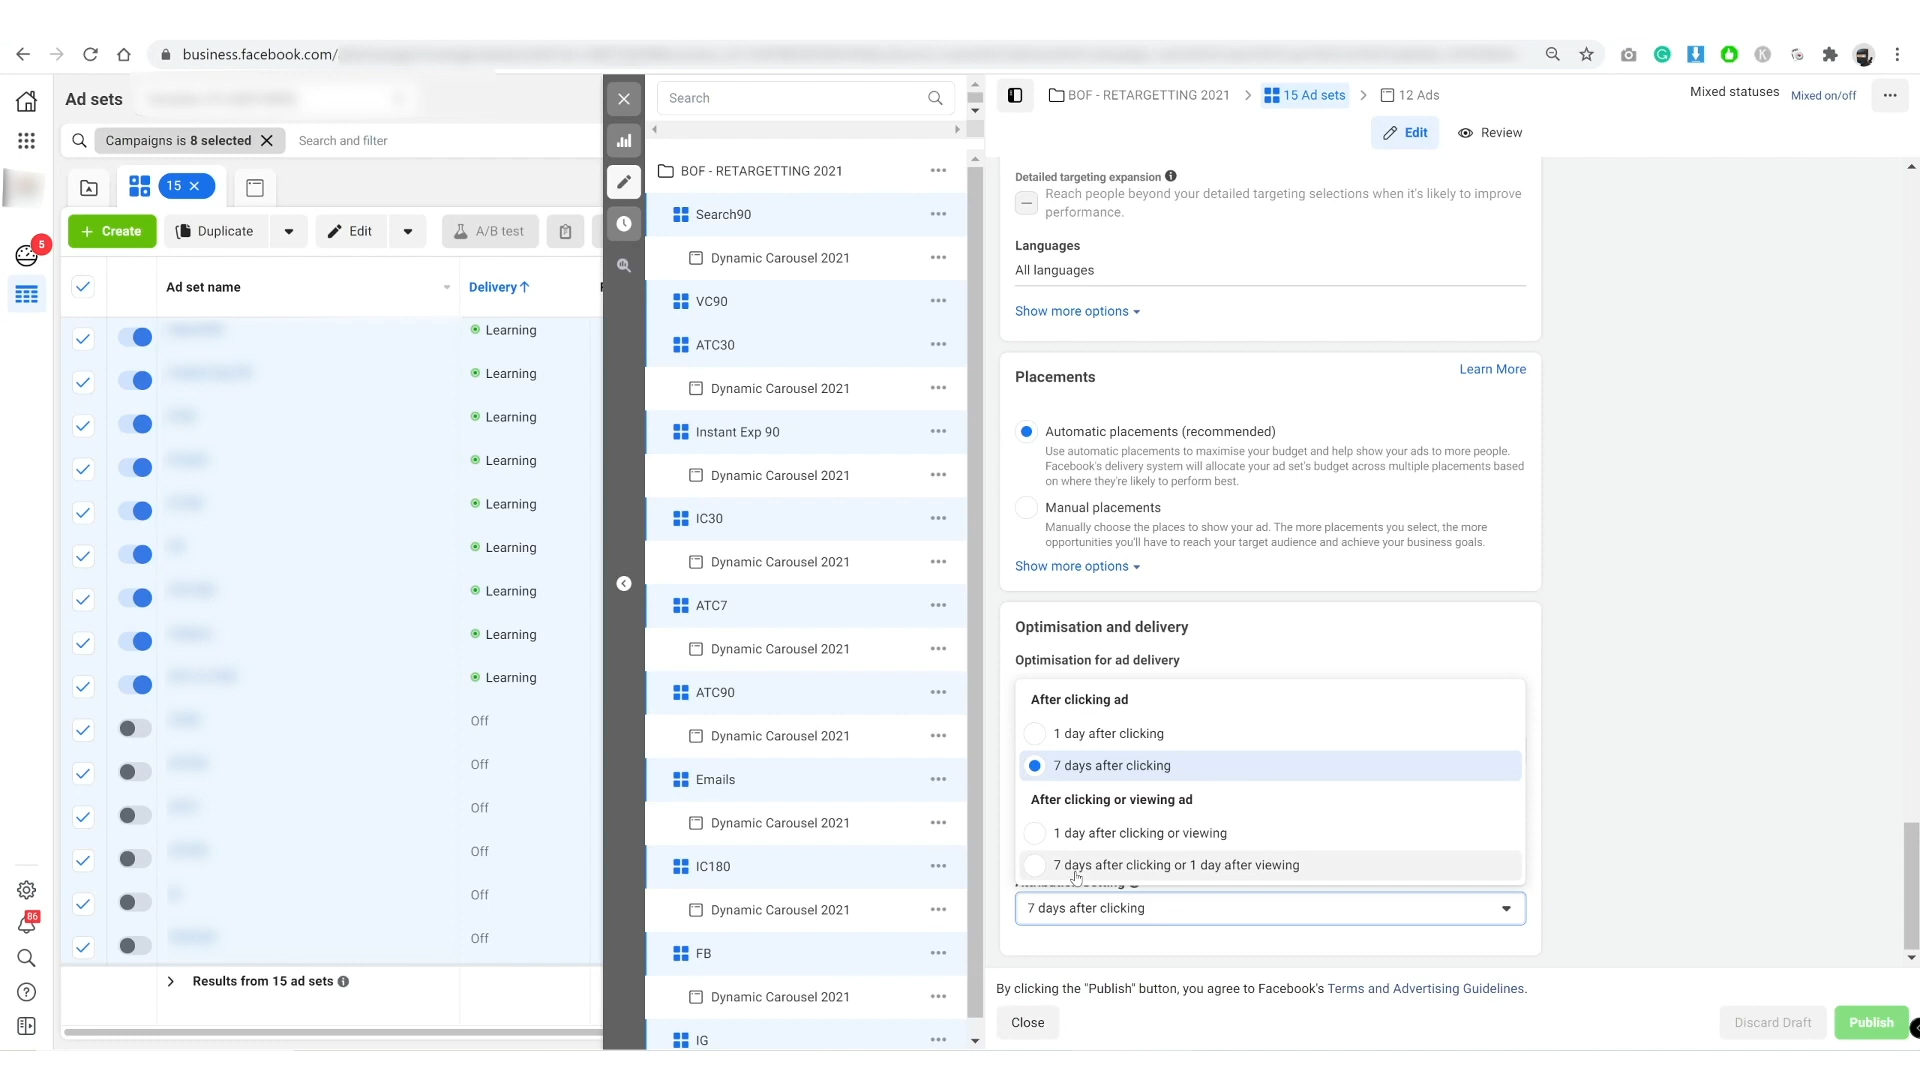 business.facebook.com/
Ad sets
Campaigns is 8 selected
Search and filter
15
Create
Duplicate
Edit
A/B test
Ad set name
Delivery
Learning
Learning
Learning
Learning
Learning
Learning
Learning
Learning
Learning
Off
Off
Off
Off
Off
Off
Results from 15 ad sets
5
86
Search
BOF - RETARGETTING 2021
Search90
Dynamic Carousel 2021
VC90
ATC30
Dynamic Carousel 2021
Instant Exp 90
Dynamic Carousel 2021
IC30
Dynamic Carousel 2021
ATC7
Dynamic Carousel 2021
ATC90
Dynamic Carousel 2021
Emails
Dynamic Carousel 2021
IC180
Dynamic Carousel 2021
FB
Dynamic Carousel 2021
IG
BOF - RETARGETTING 2021
15 Ad sets
12 Ads
Mixed statuses
Mixed on/off
Edit
Review
Detailed targeting expansion
Reach people beyond your detailed targeting selections when it's likely to improve
performance.
Languages
All languages
Show more options
Placements
Learn More
Automatic placements (recommended)
Use automatic placements to maximise your budget and help show your ads to more people.
Facebook's delivery system will allocate your ad set's budget across multiple placements based
on where they're likely to perform best.
Manual placements
Manually choose the places to show your ad. The more placements you select, the more
opportunities you'll have to reach your target audience and achieve your business goals.
Show more options
Optimisation and delivery
Optimisation for ad delivery
After clicking ad
1 day after clicking
7 days after clicking
After clicking or viewing ad
1 day after clicking or viewing
7 days after clicking or 1 day after viewing
7 days after clicking
By clicking the "Publish" button, you agree to Facebook's Terms and Advertising Guidelines.
Close
Discard Draft
Publish